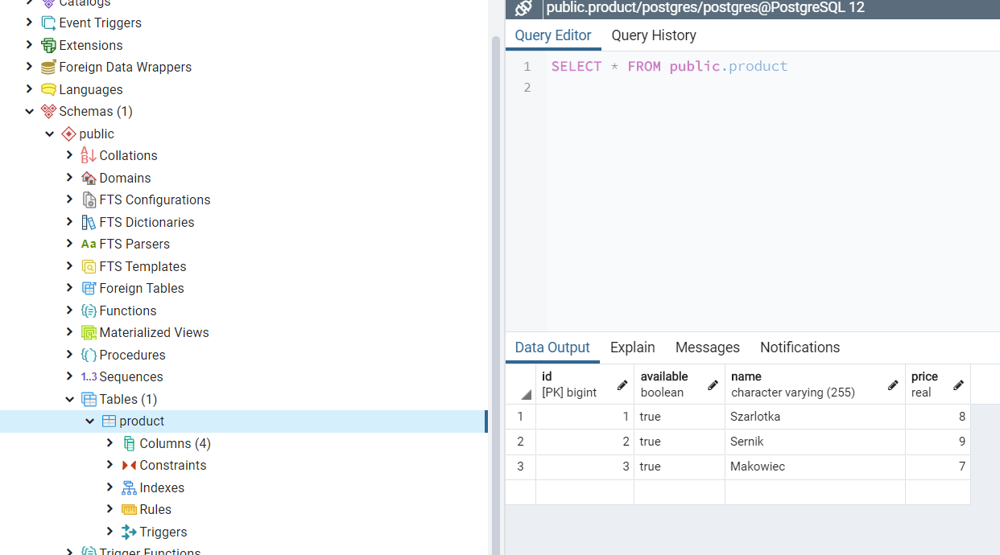 Catalogs
Event Triggers
Extensions
Foreign Data Wrappers
Languages
Schemas (1)
public
Collations
Domains
FTS Configurations
FTS Dictionaries
Aa FTS Parsers
FTS Templates
Foreign Tables
Functions
Materialized Views
Procedures
1..3 Sequences
Tables (1)
product
Columns (4)
Constraints
Indexes
Rules
Triggers
Trigger Functions
public.product/postgres/postgres@PostgreSQL 12
Query Editor Query History
1 SELECT * FROM public.product
2
Data Output Explain Messages Notifications
id available name price
[PK] bigint boolean character varying (255) real
1 1 true Szarlotka 8
2 2 true Sernik 9
3 3 true Makowiec 7